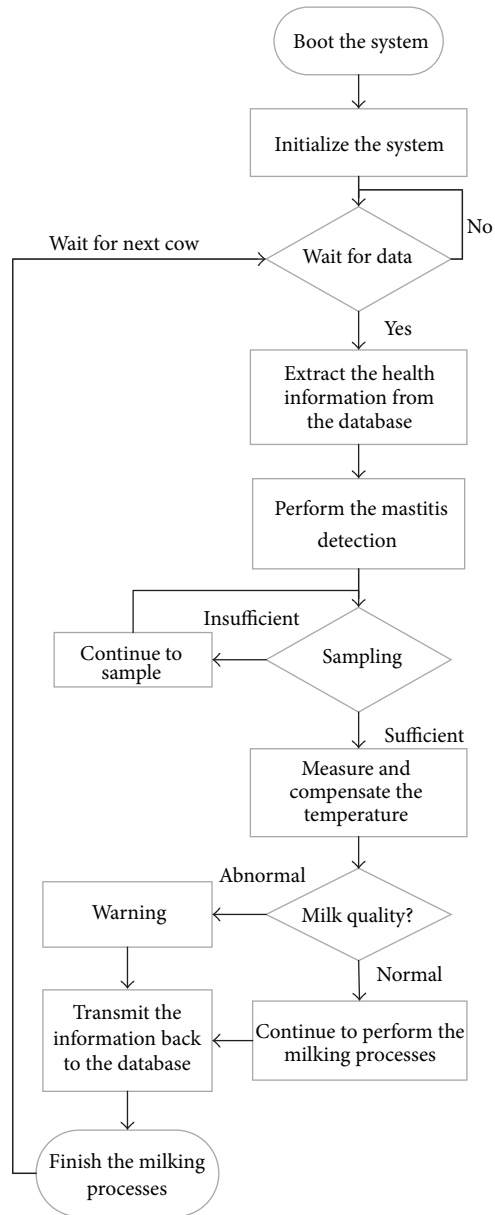 Boot the system
Initialize the system
No
Wait for next cow
Wait for data
Yes
Extract the health
information from
the database
Perform the mastitis
detection
Insufficient
Continue to
sample
Sampling
Sufficient
Measure and
compensate the
temperature
Abnormal
Warning
Milk quality?
Normal
Transmit the
information back
to the database
Continue to perform the
milking processes
Finish the milking
processes